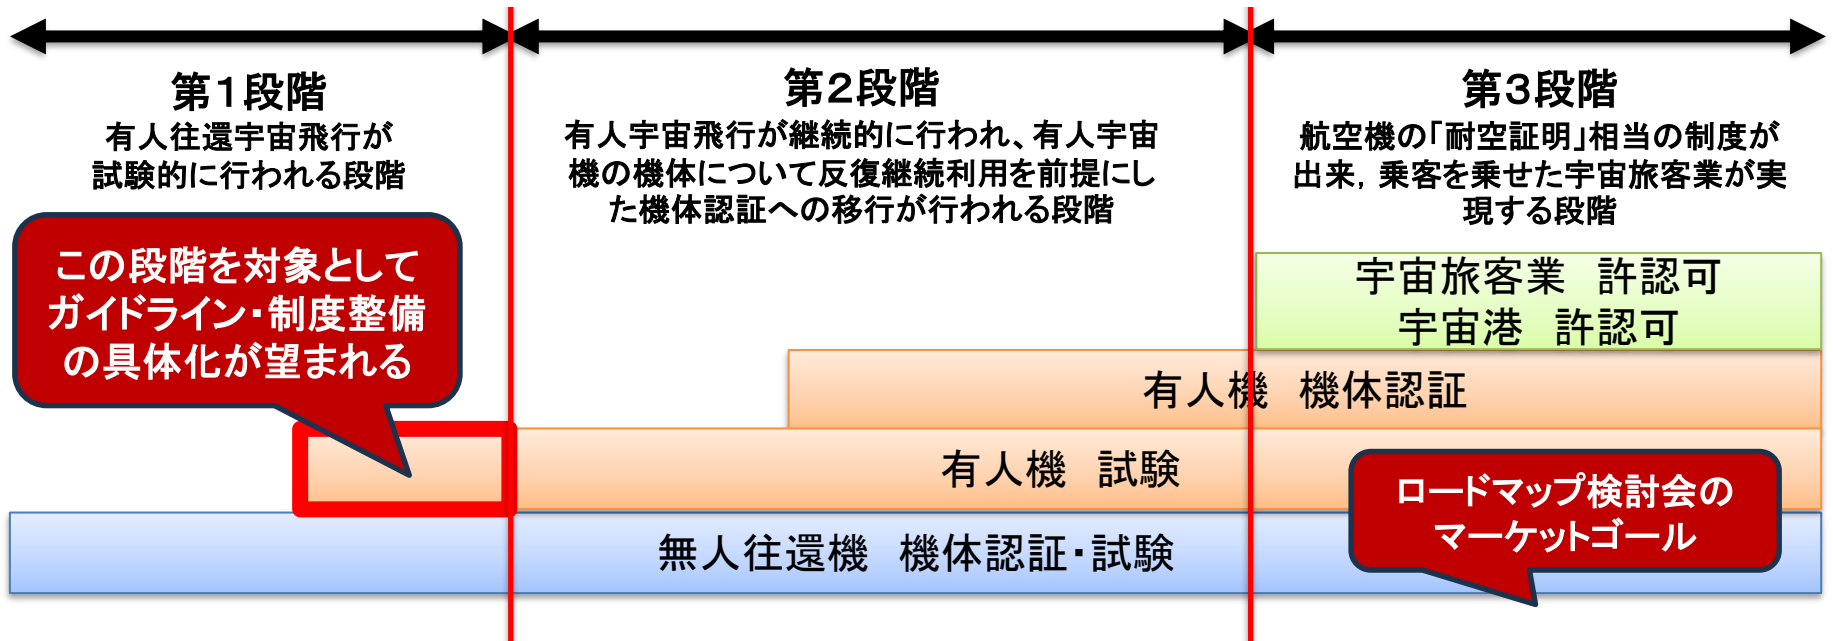 第１段階
有人往還宇宙飛行が
試験的に行われる段階
第２段階
有人宇宙飛行が継続的に行われ、有人宇宙
機の機体について反復継続利用を前提にし
た機体認証への移行が行われる段階
第３段階
航空機の「耐空証明」相当の制度が
出来，乗客を乗せた宇宙旅客業が実
現する段階
この段階を対象として
ガイドライン・制度整備
の具体化が望まれる
宇宙旅客業　許認可
宇宙港　許認可
有人機　機体認証
有人機　試験
ロードマップ検討会の
マーケットゴール
無人往還機　機体認証・試験